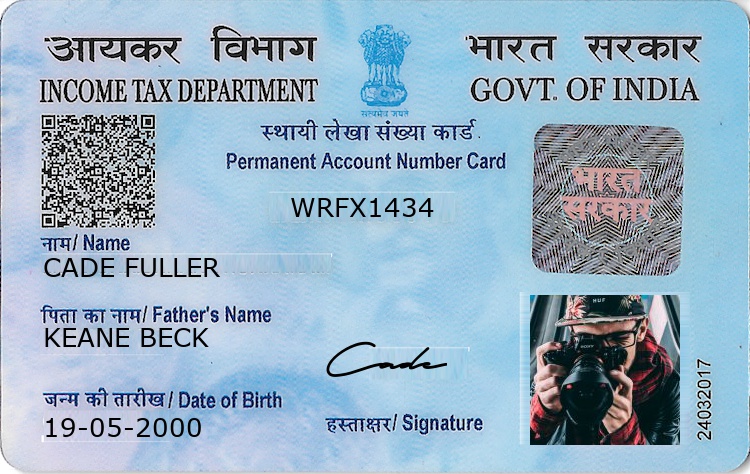 आयकर विभाग
INCOME TAX DEPARTMENT
सत्यमेव जयते
भारत सरकार
GOVT. OF INDIA
स्थायी लेखा संख्या कार्ड
Permanent Account Number Card
WRFX1434
भारत
सरकार
नाम/ Name
CADE FULLER
पिता का नाम/ Father's Name
KEANE BECK
HUF
SONY
Cade
जन्म की तारीख/ Date of Birth
19-05-2000
हस्ताक्षर/ Signature
24032017